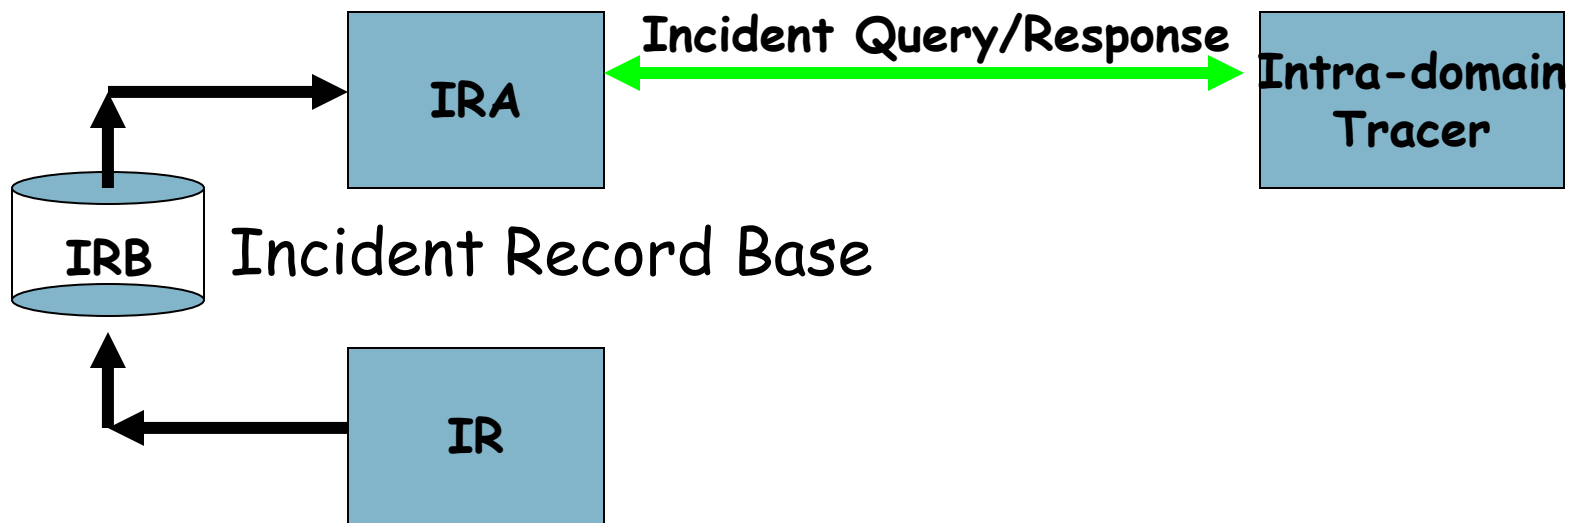 Incident Query/Response
IRA
Intra-domain
Tracer
IRB
Incident Record Base
IR